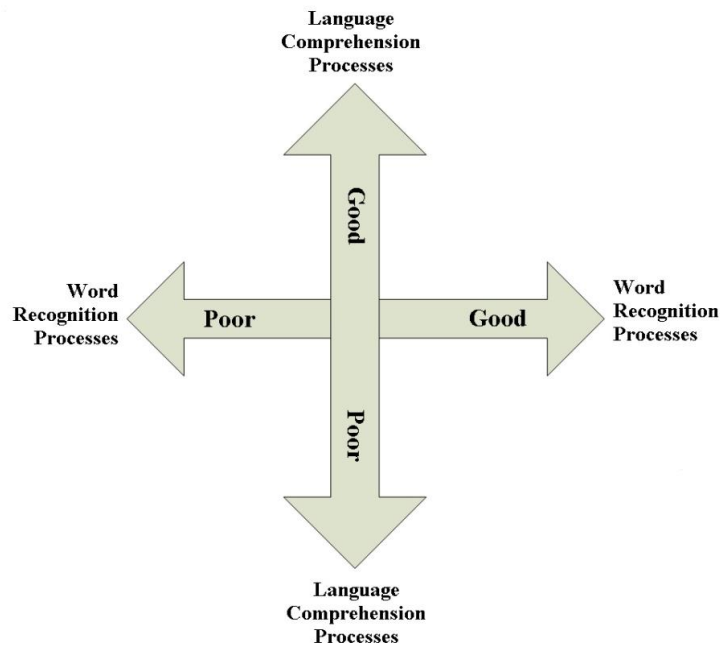 Language
Comprehension
Processes
Good
Word
Recognition
Processes
Poor
Good
Word
Recognition
Processes
Poor
Language
Comprehension
Processes